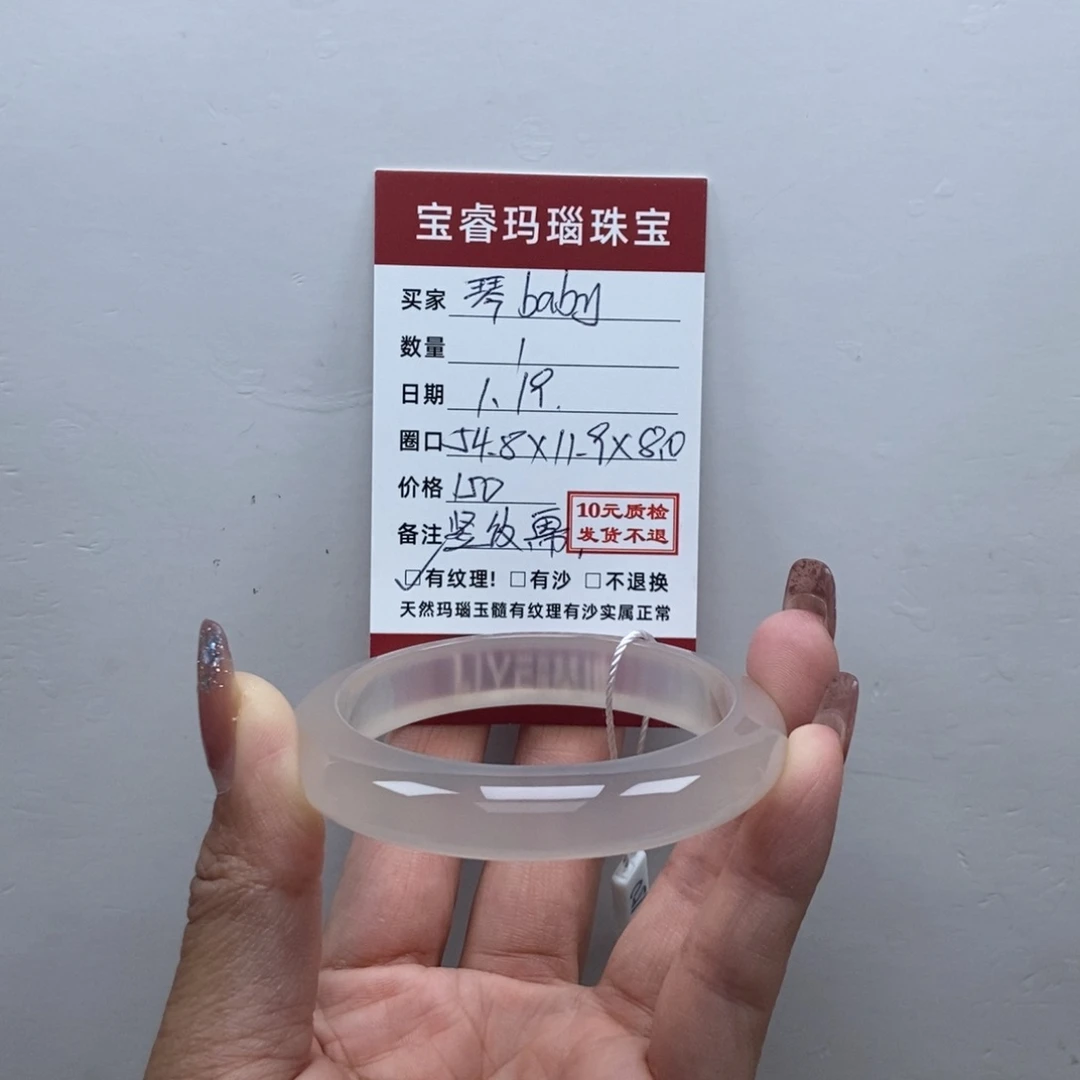 宝睿玛瑙珠宝
买家 琴baby
数量 1
日期 1、19.
圈口 54.8X11.9X8.0
价格 150
备注 竖纹
10元质检
发货不退
□有纹理! □有沙 □不退换
天然玛瑙玉髓有纹理有沙实属正常